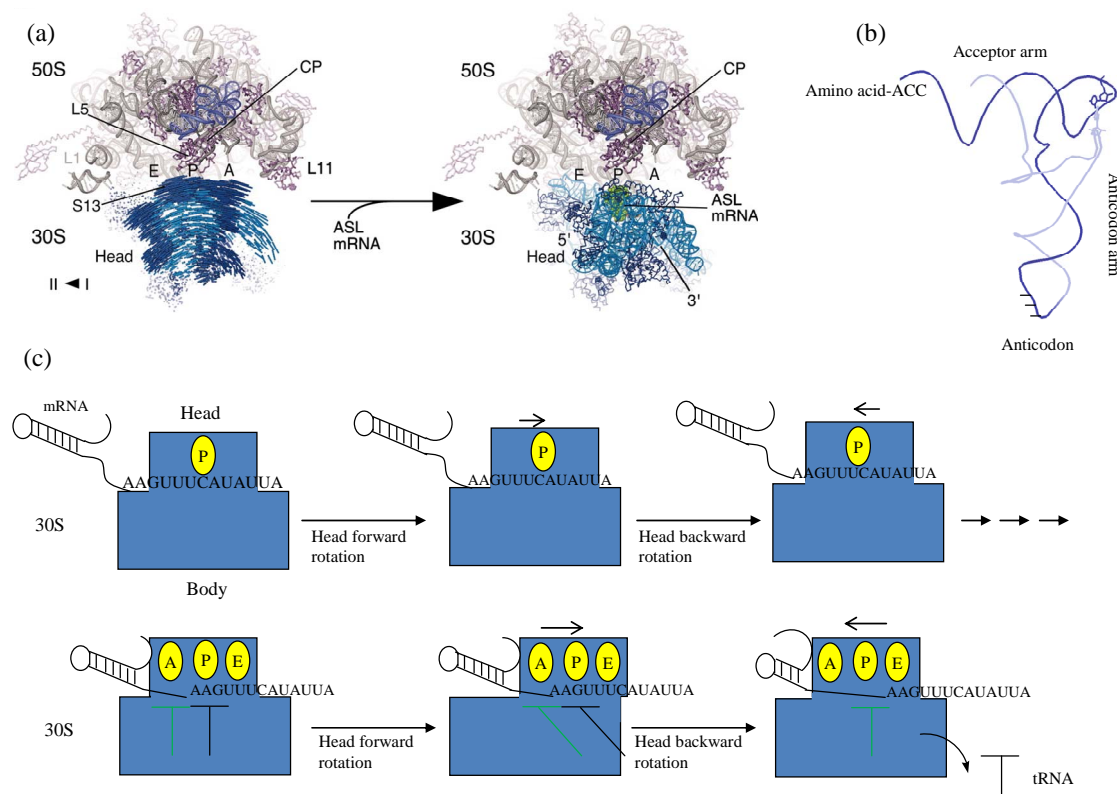 (a)
50S
CP
L5
L1
E P A
L11
S13
30S
Head
II ◄ I
ASL
mRNA
50S
CP
E P A
ASL
mRNA
30S
5'
Head
3'
(b)
Acceptor arm
Amino acid-ACC
Anticodon arm
Anticodon
(c)
mRNA
Head
P
AAGUUUCAUAUUA
30S
Body
Head forward
rotation
P
AAGUUUCAUAUUA
Head backward
rotation
P
AAGUUUCAUAUUA
A P E
AAGUUUCAUAUUA
30S
Head forward
rotation
A P E
AAGUUUCAUAUUA
Head backward
rotation
A P E
AAGUUUCAUAUUA
tRNA